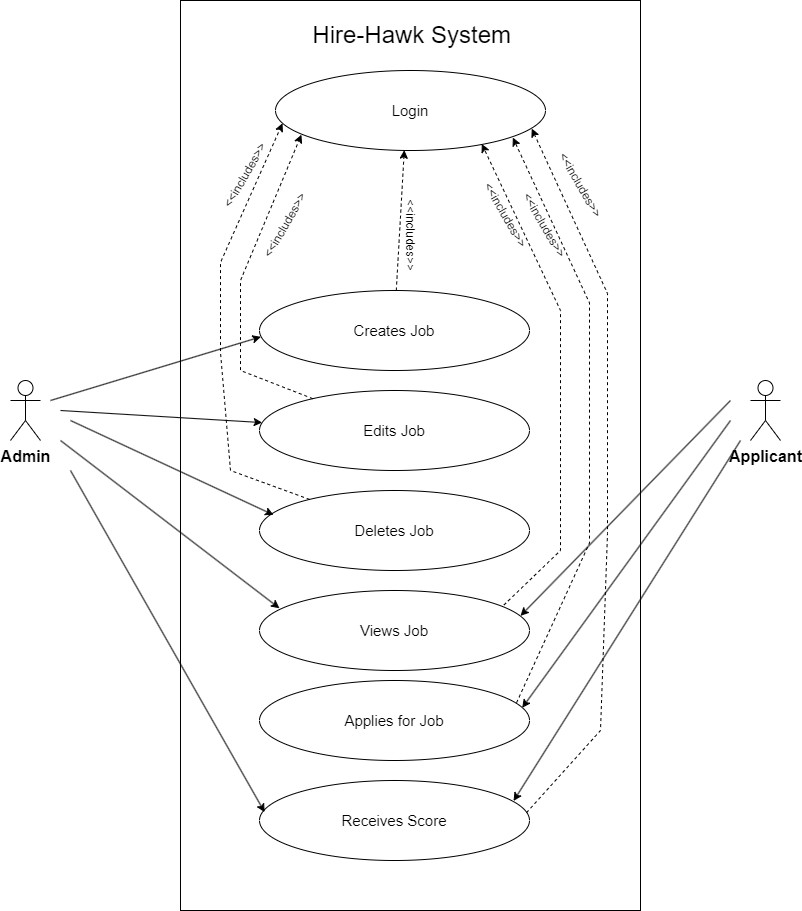 Hire-Hawk System
Login
<<includes>>
<<includes>>
<<includes>>
<<includes>>
<<includes>>
<<includes>>
Creates Job
Edits Job
Admin
Applicant
Deletes Job
Views Job
Applies for Job
Receives Score